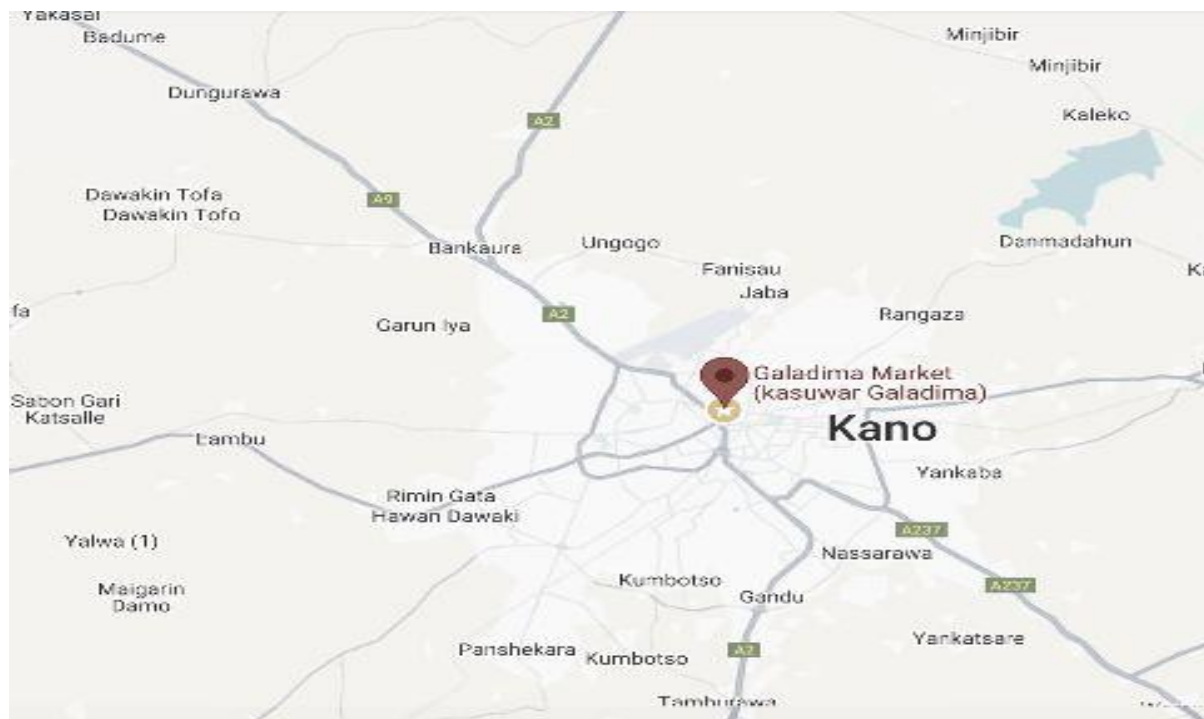 Yakasai
Badume
Minjibir
Minjibir
Dungurawa
Kaleko
A2
Dawakin Tofa
Dawakin Tofo
A9
Bankaura
Ungogo
Danmadahun
Fanisau
Jaba
fa
Garun Iya
A2
Rangaza
Galadima Market
(kasuwar Galadima)
Sabon Gari
Katsalle
Kano
Lambu
Yankaba
Rimin Gata
Hawan Dawaki
A237
Yalwa (1)
Nassarawa
Maigarin
Damo
Kumbotso
Gandu
A237
Yankatsare
Panshekara
Kumbotso
A2
Tamburawa